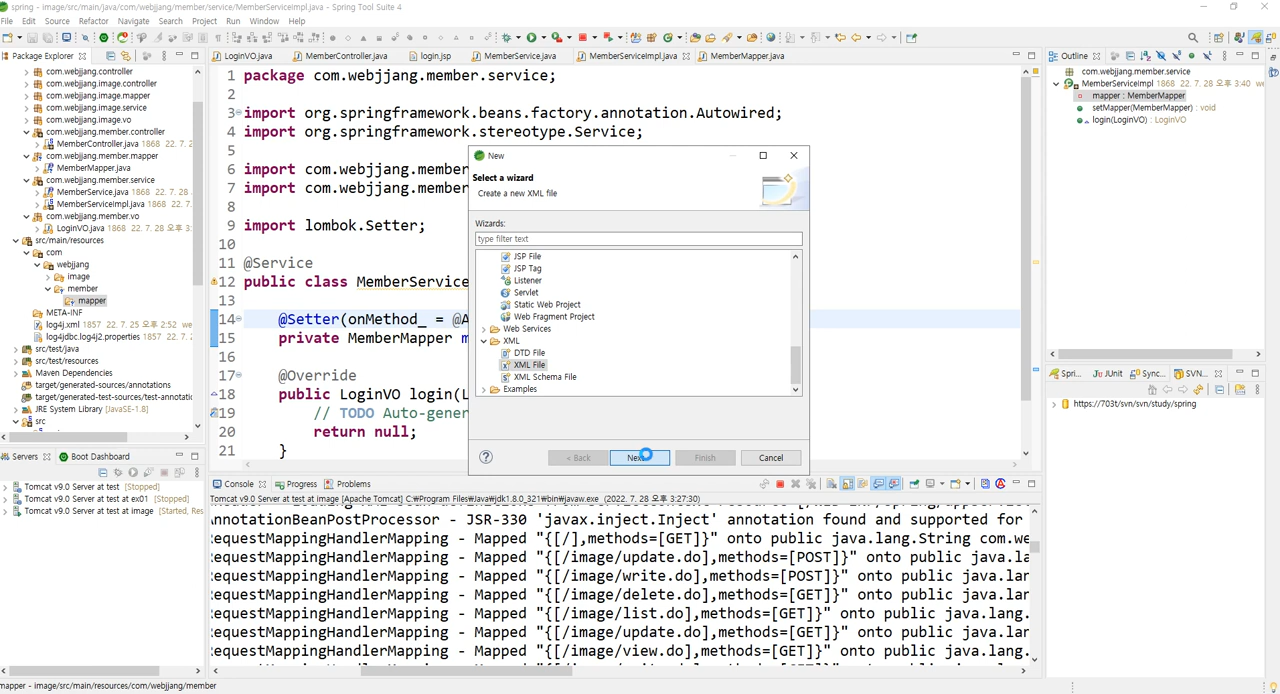 spring - image/src/main/java/com/webjjang/member/service/MemberServiceImpl.java - Spring Tool Suite 4
File Edit Source Refactor Navigate Search Project Run Window Help
Package Explorer
com.webjjang.controller
com.webjjang.image.controller
com.webjjang.image.mapper
com.webjjang.image.service
com.webjjang.image.vo
com.webjjang.member.controller
MemberController.java 1868 22. 7. 2
com.webjjang.member.mapper
MemberMapper.java
com.webjjang.member.service
MemberService.java 1868 22. 7. 28
MemberServiceImpl.java 1868 22. 7
com.webjjang.member.vo
LoginVO.java 1868 22. 7. 28 오후 3:
src/main/resources
com
webjjang
image
member
mapper
META-INF
log4j.xml 1857 22. 7. 25 오후 2:52 w
log4jdbc.log4j2.properties 1857 22. 7.
src/test/java
src/test/resources
Maven Dependencies
target/generated-sources/annotations
target/generated-test-sources/test-annotatio
JRE System Library [JavaSE-1.8]
src
Servers Boot Dashboard
Tomcat v9.0 Server at test [Stopped]
Tomcat v9.0 Server at ex01 [Stopped]
Tomcat v9.0 Server at image [Started, Res
LoginVO.java MemberController.java login.jsp MemberService.java MemberServiceImpl.java MemberMapper.java
1 package com.webjjang.member.service;
2
3 import org.springframework.beans.factory.annotation.Autowired;
4 import org.springframework.stereotype.Service;
5
6 import com.webjjang.member
7 import com.webjjang.member
8
9 import lombok.Setter;
10
11 @Service
12 public class MemberService
13
14 @Setter(onMethod_ = @A
15 private MemberMapper m
16
17 @Override
18 public LoginVO login(L
19 // TODO Auto-gener
20 return null;
21 }
New
Select a wizard
Create a new XML file
Wizards:
type filter text
JSP File
JSP Tag
Listener
Servlet
Static Web Project
Web Fragment Project
Web Services
XML
DTD File
XML File
XML Schema File
Examples
? < Back Next Finish Cancel
Console Progress Problems
Tomcat v9.0 Server at test at image [Apache Tomcat] C:\Program Files\Java\jdk1.8.0_321\bin\javaw.exe (2022. 7. 28 오후 3:27:30)
AnnotationBeanPostProcessor - JSR-330 'javax.inject.Inject' annotation found and supported for
RequestMappingHandlerMapping - Mapped "{[/],methods=[GET]}" onto public java.lang.String com.we
RequestMappingHandlerMapping - Mapped "{[/image/update.do],methods=[POST]}" onto public java.la
RequestMappingHandlerMapping - Mapped "{[/image/write.do],methods=[POST]}" onto public java.lan
RequestMappingHandlerMapping - Mapped "{[/image/delete.do],methods=[GET]}" onto public java.lan
RequestMappingHandlerMapping - Mapped "{[/image/list.do],methods=[GET]}" onto public java.lang.
RequestMappingHandlerMapping - Mapped "{[/image/update.do],methods=[GET]}" onto public java.lan
RequestMappingHandlerMapping - Mapped "{[/image/view.do],methods=[GET]}" onto public java.lang.
Outline
com.webjjang.member.service
MemberServiceImpl 1868 22. 7. 28 오후 3:40 we
mapper : MemberMapper
setMapper(MemberMapper) : void
login(LoginVO) : LoginVO
Spri... JUnit Sync... SVN...
https://703t/svn/svn/study/spring
mapper - image/src/main/resources/com/webjjang/member